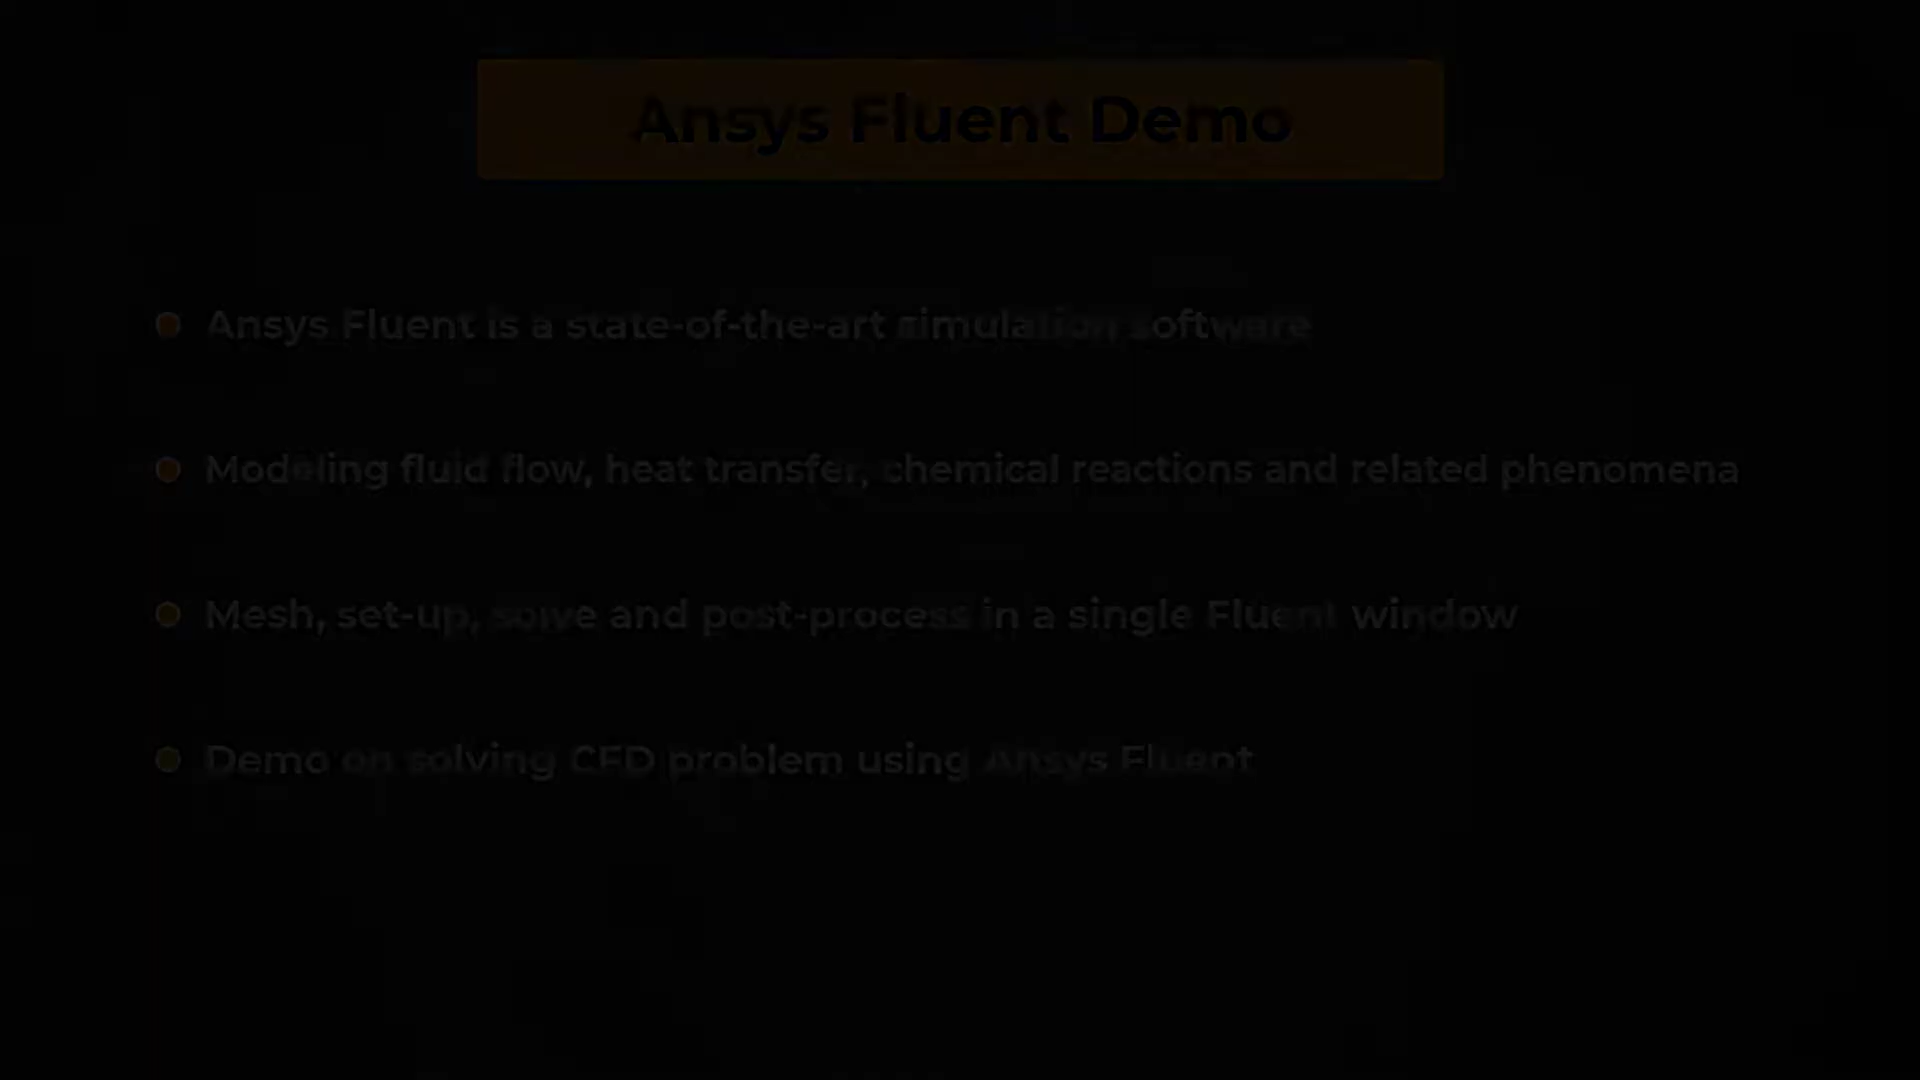 Ansys Fluent Demo
Ansys Fluent is a state-of-the-art simulation software
Modeling fluid flow, heat transfer, chemical reactions and related phenomena
Mesh, set-up, solve and post-process in a single Fluent window
Demo on solving CFD problem using Ansys Fluent